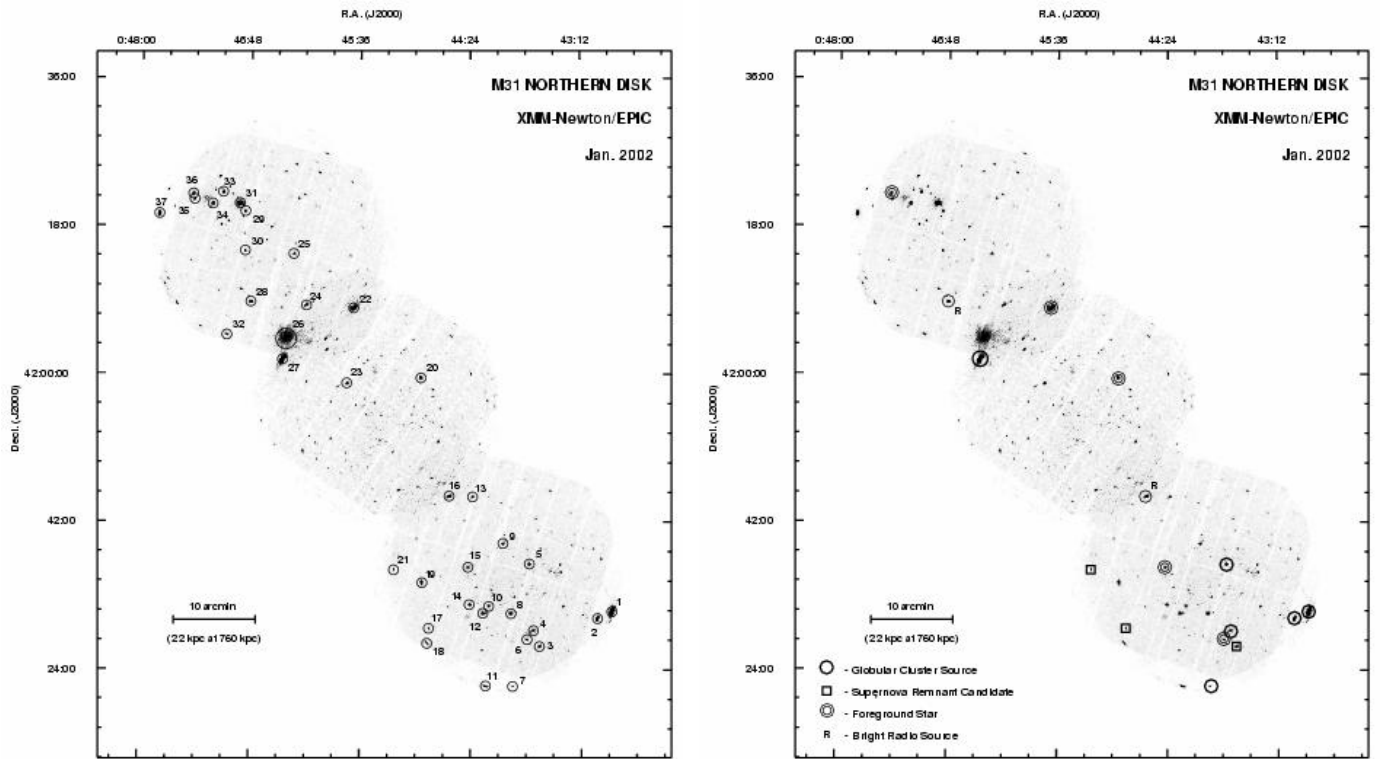 R.A. (J2000)
0:48:00 46:48 45:36 44:24 43:12
36:00
M31 NORTHERN DISK
XMM-Newton/EPIC
Jan. 2002
36 33 31
37 35 34 29
18:00
30 25
28 24 22
26
32
27
42:00:00
23 20
Decl. (J2000)
16 13
42:00
9
21 15 5
19
14 10 8 1
12 2
17 4
18 6 3
10 arcmin
(22 kpc at 760 kpc)
24:00
11 7
R.A. (J2000)
0:48:00 46:48 45:36 44:24 43:12
36:00
M31 NORTHERN DISK
XMM-Newton/EPIC
Jan. 2002
18:00
R
42:00:00
Decl. (J2000)
R
42:00
10 arcmin
(22 kpc at 760 kpc)
24:00
- Globular Cluster Source
- Supernova Remnant Candidate
- Foreground Star
R - Bright Radio Source